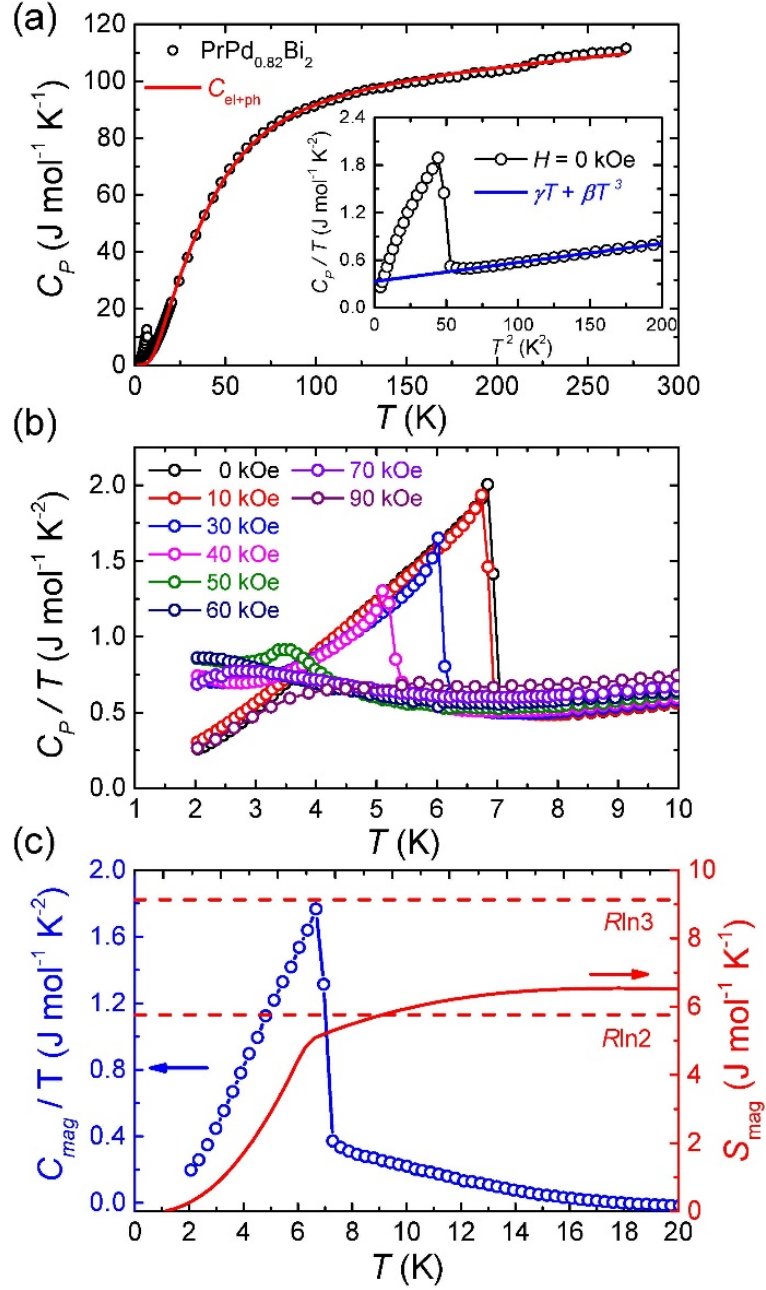 (a)
120
100
80
60
40
20
0
C_P (J mol⁻¹ K⁻¹)
PrPd₀.₈₂Bi₂
C_el+ph
2.4
1.8
1.2
0.6
0.0
C_P / T (J mol⁻¹ K⁻²)
H = 0 kOe
γT + βT³
0 50 100 150 200
T² (K²)
0 50 100 150 200 250 300
T (K)
(b)
2.0
1.5
1.0
0.5
0.0
C_P / T (J mol⁻¹ K⁻²)
0 kOe
10 kOe
30 kOe
40 kOe
50 kOe
60 kOe
70 kOe
90 kOe
1 2 3 4 5 6 7 8 9 10
T (K)
(c)
2.0
1.6
1.2
0.8
0.4
0.0
C_mag / T (J mol⁻¹ K⁻²)
Rln3
Rln2
10
8
6
4
2
0
S_mag (J mol⁻¹ K⁻¹)
0 2 4 6 8 10 12 14 16 18 20
T (K)